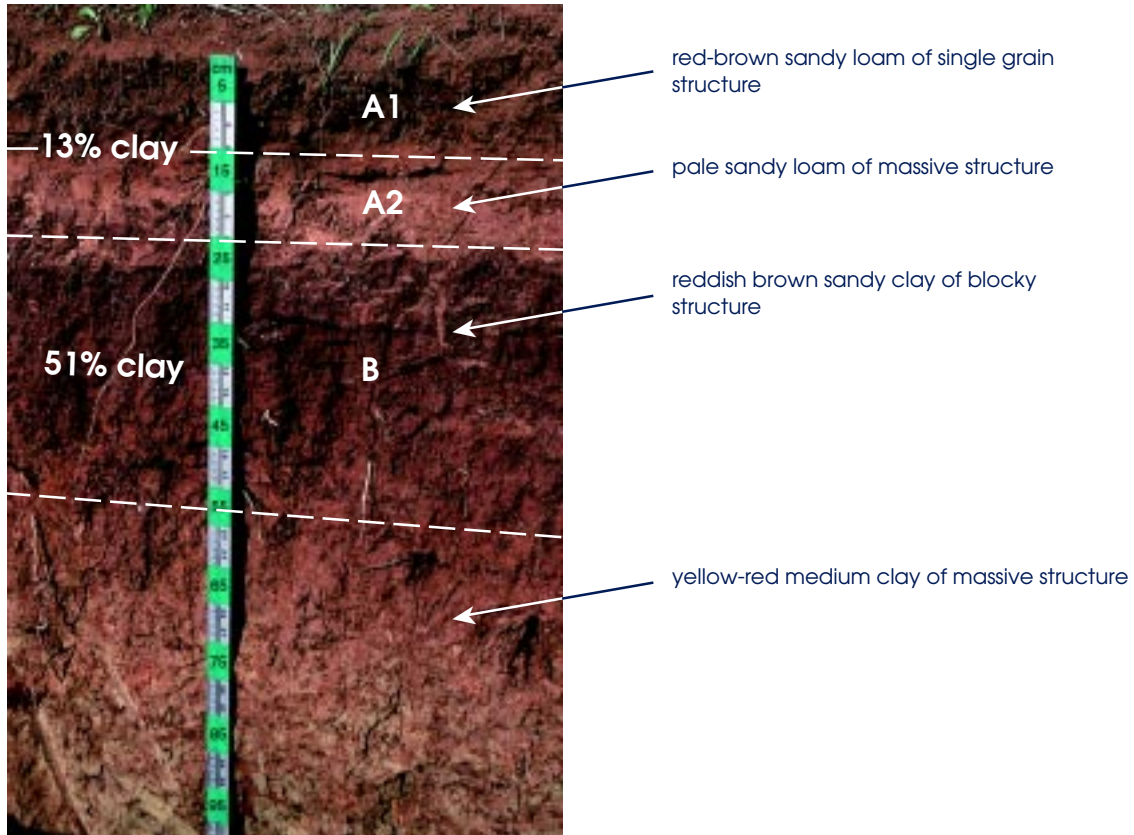 cm
5
A1
red-brown sandy loam of single grain
structure
13% clay
15
A2
pale sandy loam of massive structure
25
reddish brown sandy clay of blocky
structure
35
51% clay
B
45
55
65
yellow-red medium clay of massive structure
75
85
95